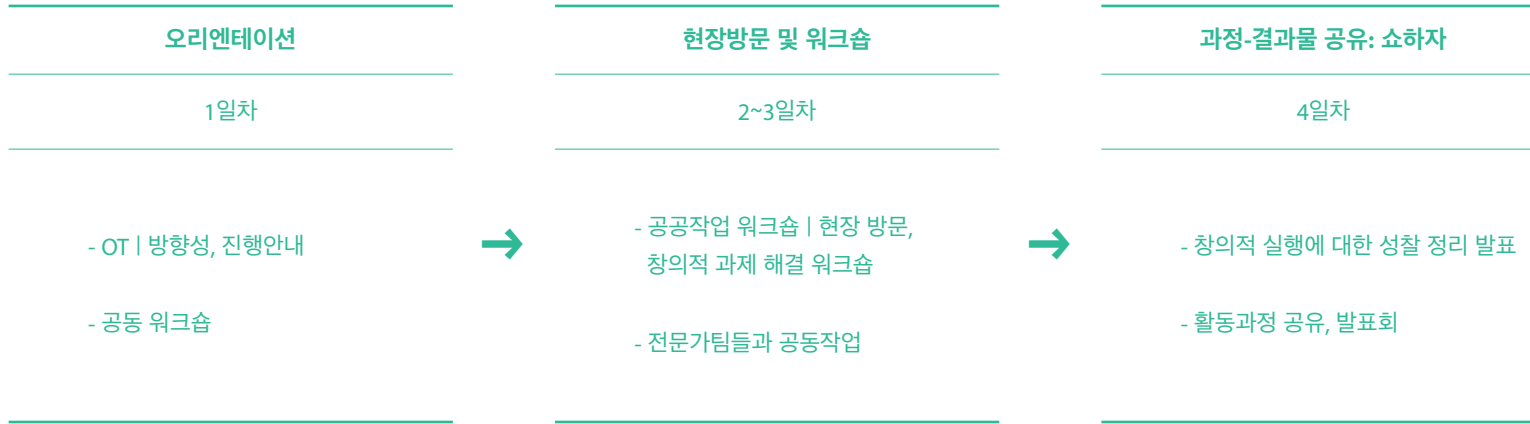 오리엔테이션
1일차
- OT | 방향성, 진행안내
- 공동 워크숍
→
현장방문 및 워크숍
2~3일차
- 공공작업 워크숍 | 현장 방문,
창의적 과제 해결 워크숍
- 전문가팀들과 공동작업
→
과정-결과물 공유: 쇼하자
4일차
- 창의적 실행에 대한 성찰 정리 발표
- 활동과정 공유, 발표회